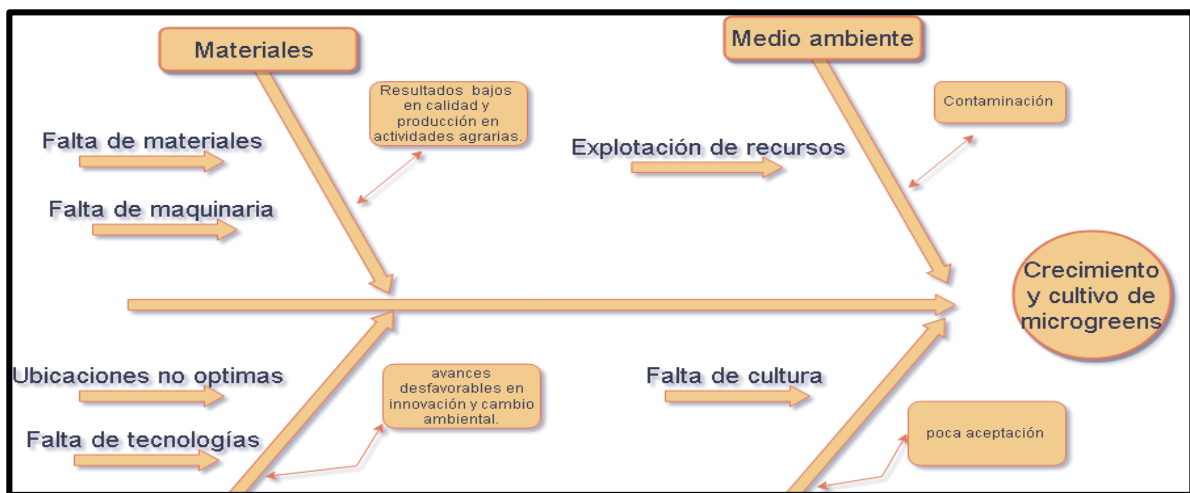 Materiales
Medio ambiente
Resultados bajos
en calidad y
producción en
actividades agrarias.
Contaminación
Falta de materiales
Explotación de recursos
Falta de maquinaria
Crecimiento
y cultivo de
microgreens
Ubicaciones no optimas
avances
desfavorables en
innovación y cambio
ambiental.
Falta de cultura
Falta de tecnologías
poca aceptación